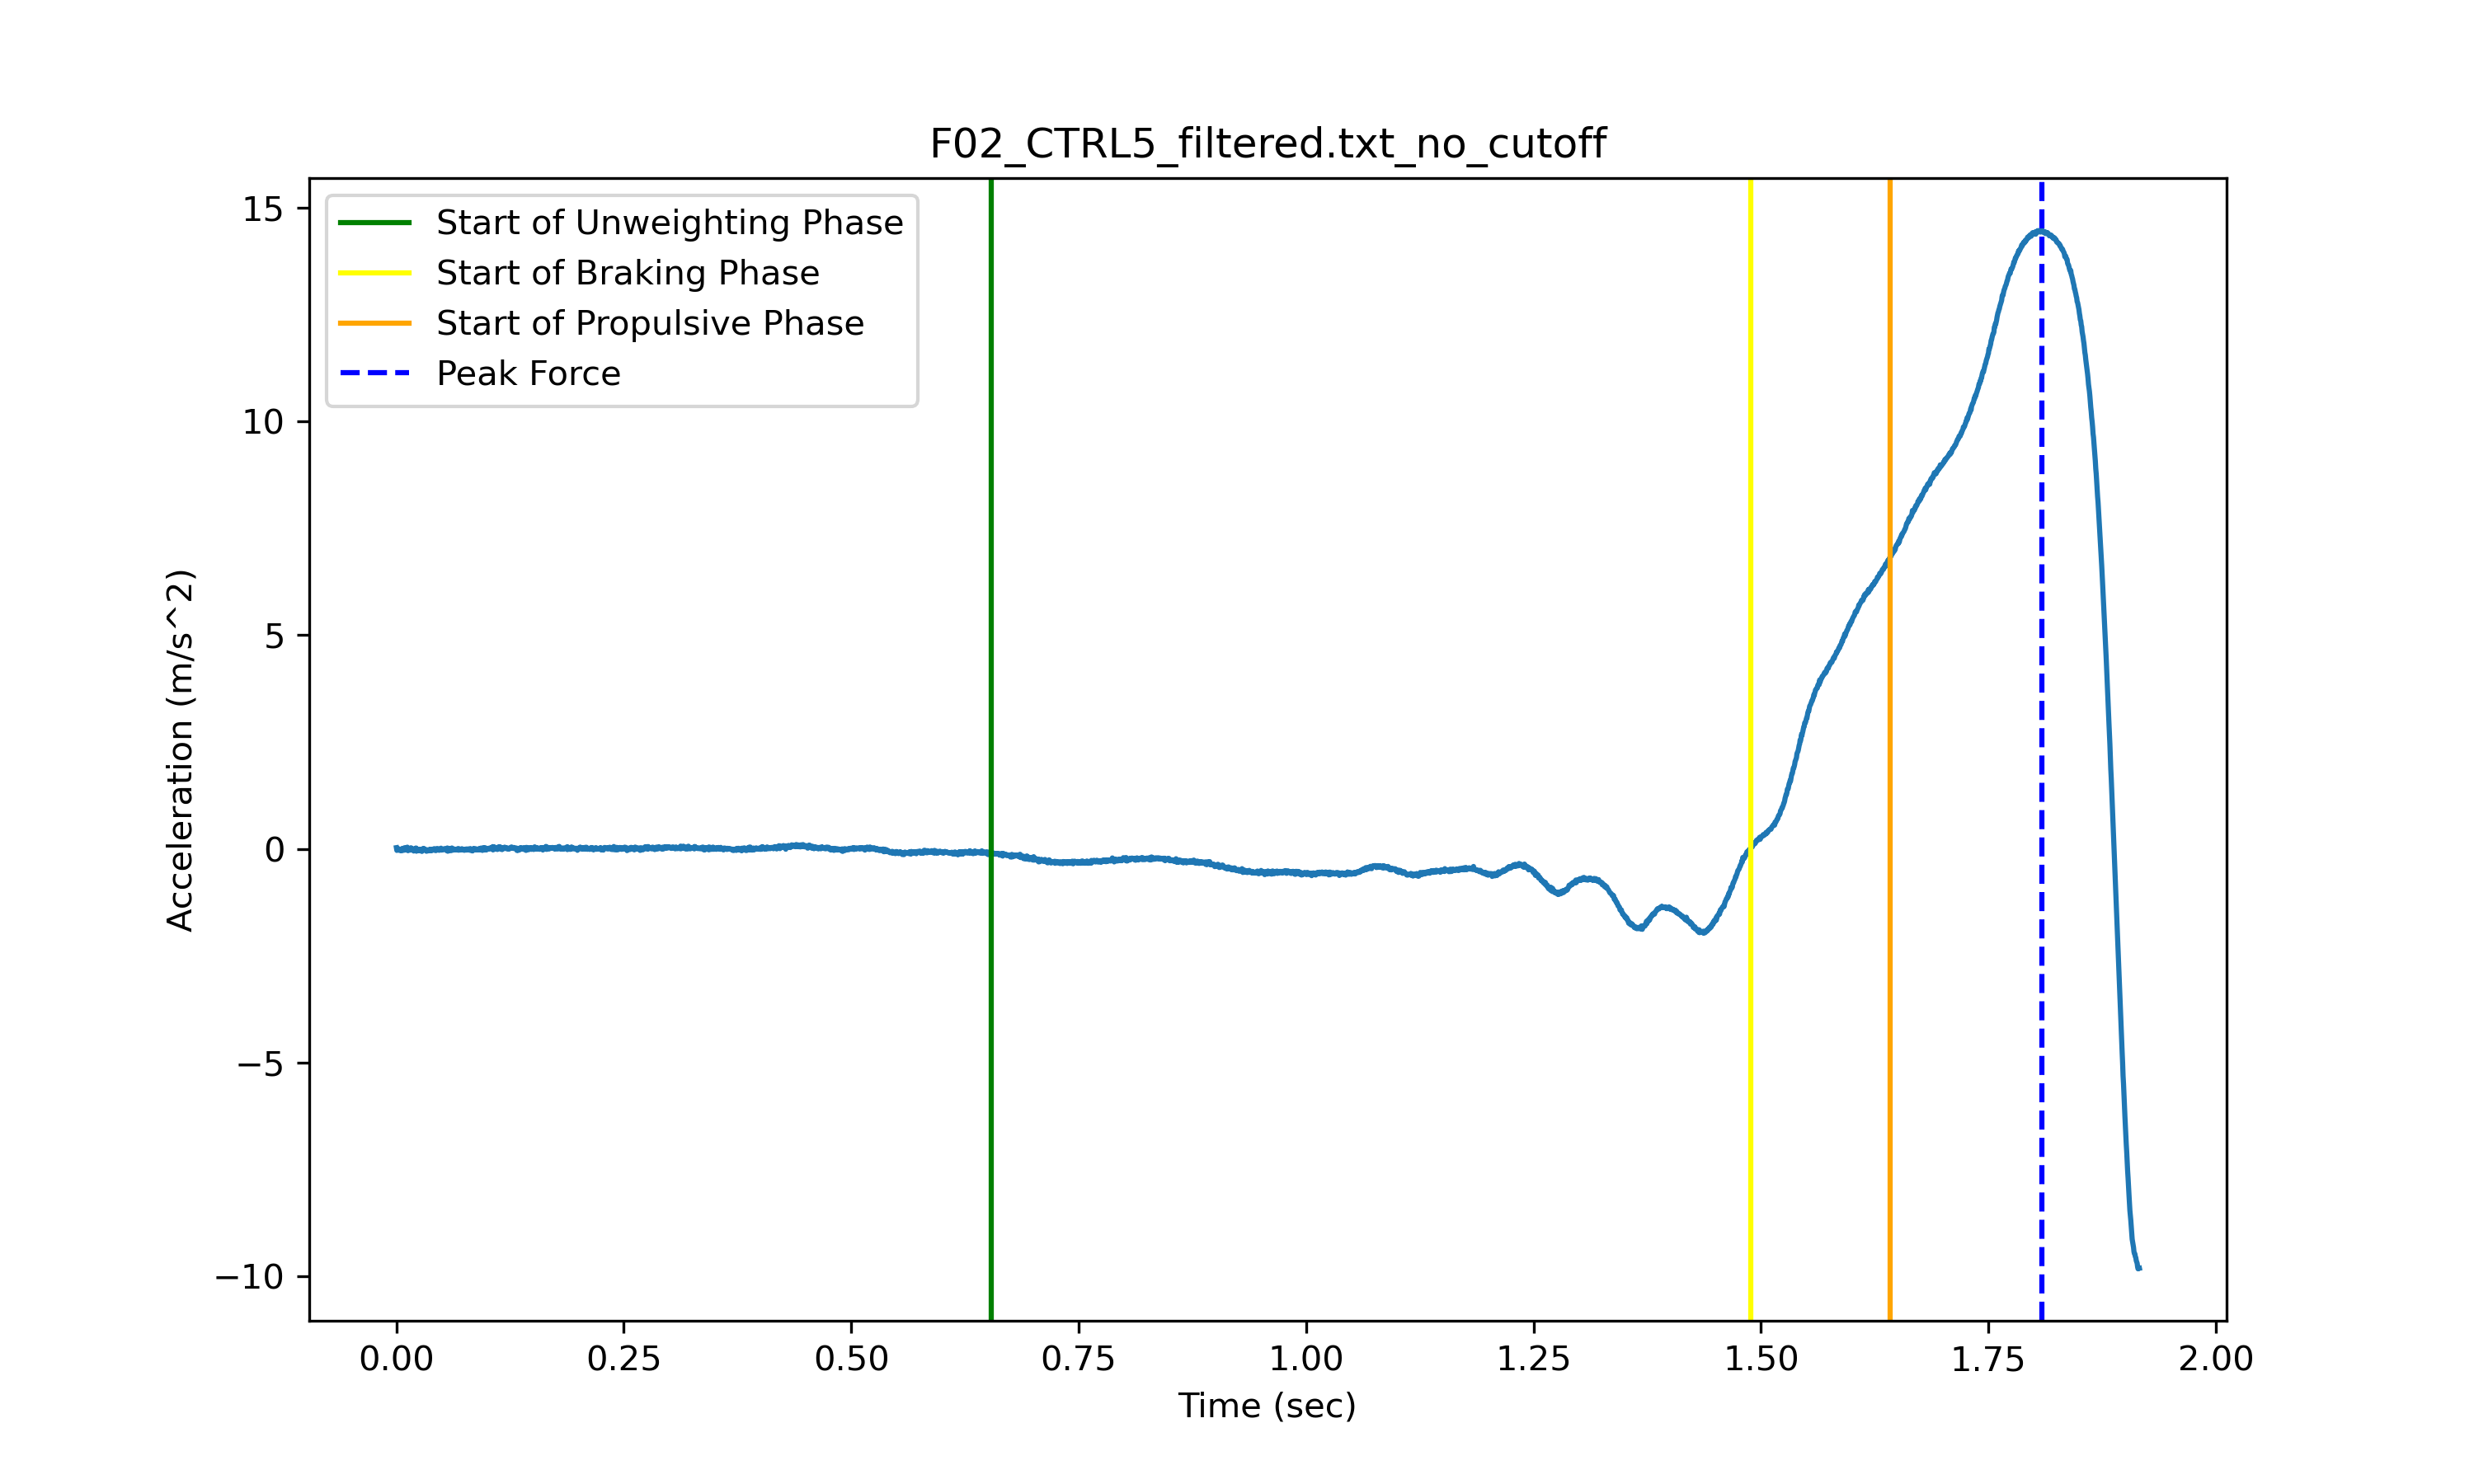 F02_CTRL5_filtered.txt_no_cutoff
Start of Unweighting Phase
Start of Braking Phase
Start of Propulsive Phase
Peak Force
15
10
5
0
−5
−10
Acceleration (m/s^2)
0.00 0.25 0.50 0.75 1.00 1.25 1.50 1.75 2.00
Time (sec)